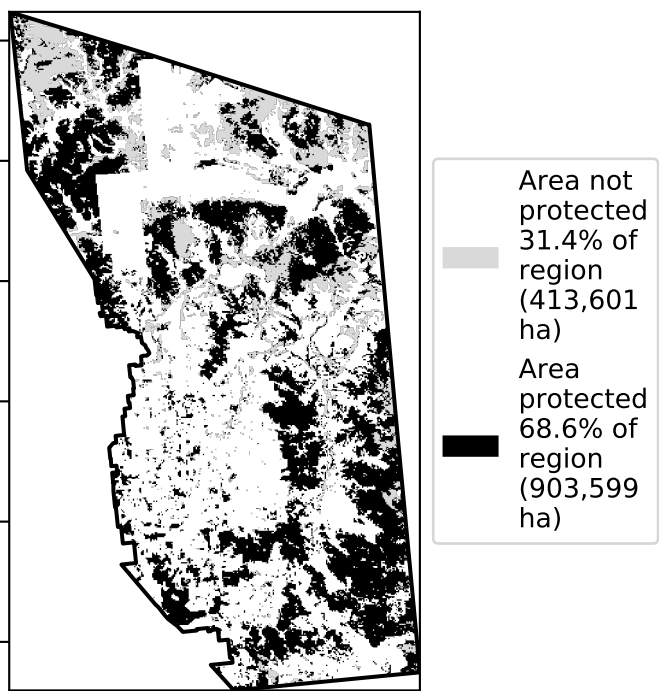 Area not
protected
31.4% of
region
(413,601
ha)
Area
protected
68.6% of
region
(903,599
ha)